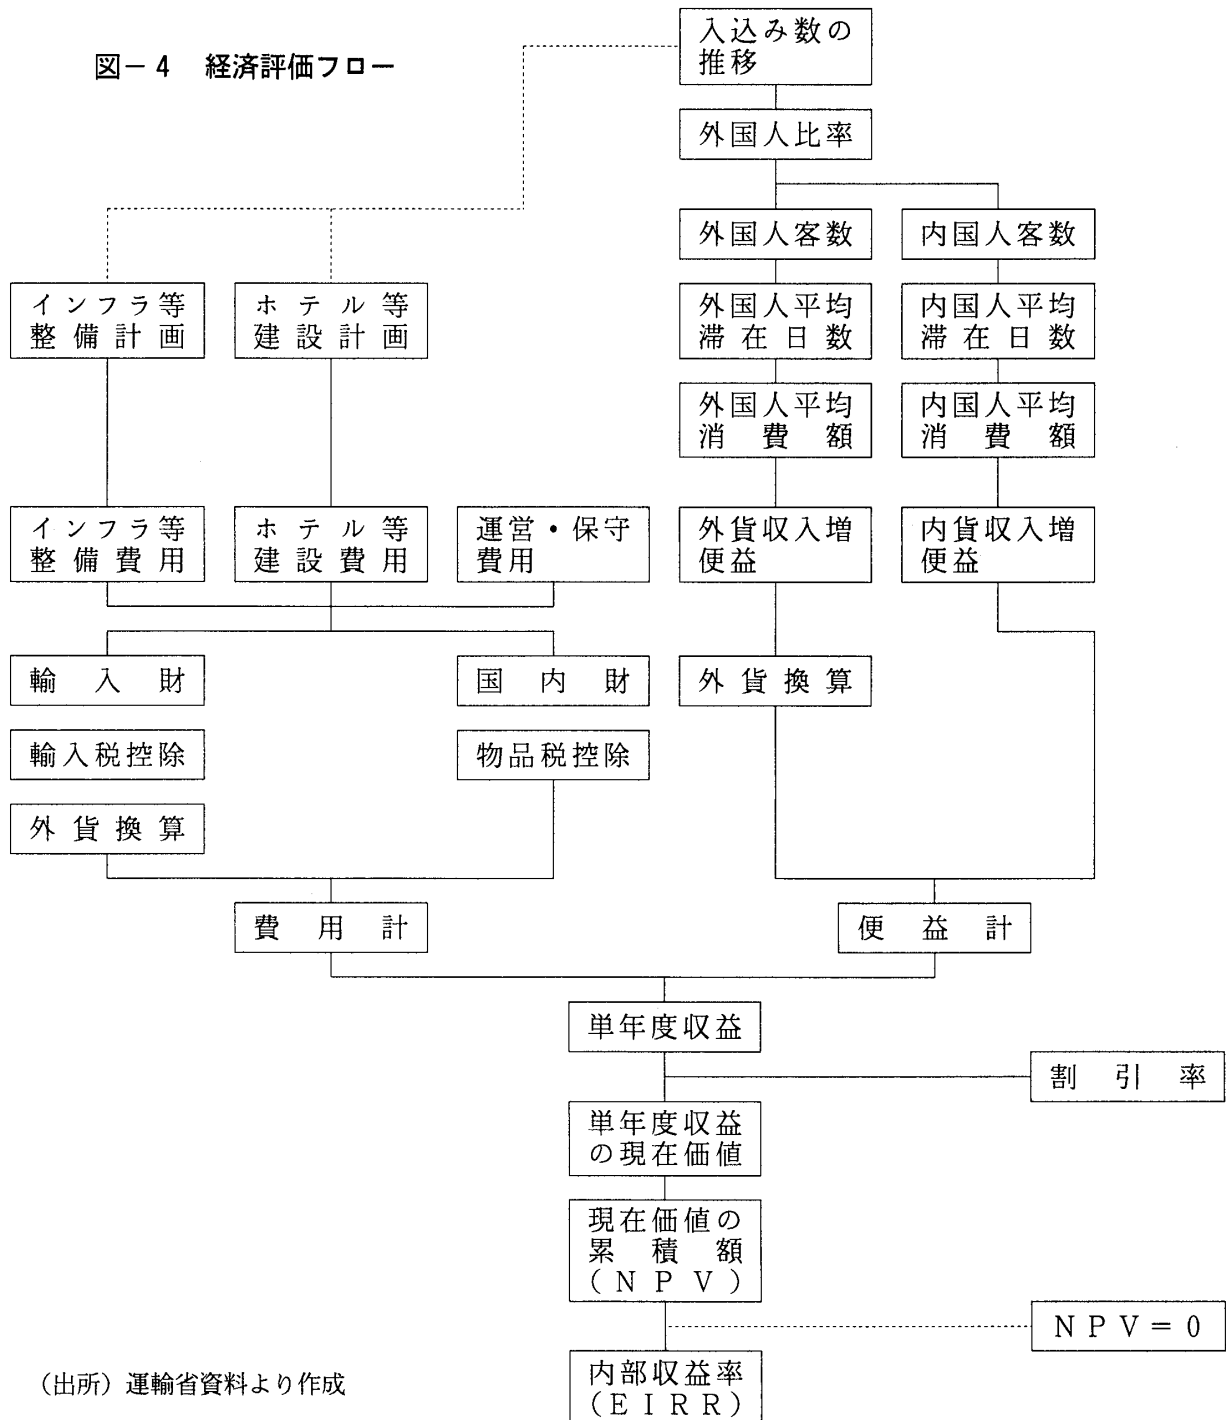 図－4　経済評価フロー
入込み数の
推移
外国人比率
外国人客数
内国人客数
インフラ等
整備計画
ホテル等
建設計画
外国人平均
滞在日数
内国人平均
滞在日数
外国人平均
消費額
内国人平均
消費額
インフラ等
整備費用
ホテル等
建設費用
運営・保守
費用
外貨収入増
便益
内貨収入増
便益
輸入財
国内財
外貨換算
輸入税控除
物品税控除
外貨換算
費用計
便益計
単年度収益
割引率
単年度収益
の現在価値
現在価値の
累積額
（NPV）
NPV＝0
内部収益率
（EIRR）
（出所）運輸省資料より作成